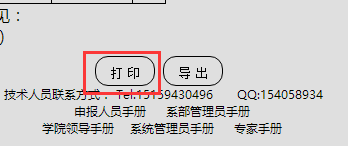 见：
)
打印 导出
技术人员联系方式： Tel:15159430496 QQ:154058934
申报人员手册 系部管理员手册
学院领导手册 系统管理员手册 专家手册